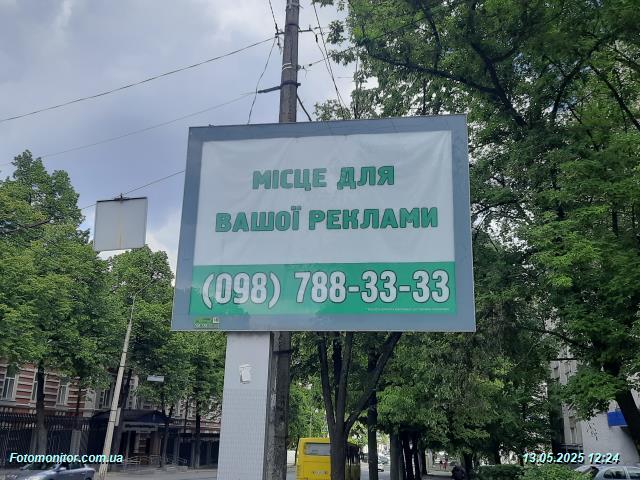 МІСЦЕ ДЛЯ
ВАШОЇ РЕКЛАМИ
(098) 788-33-33
Fotomonitor.com.ua
13.05.2025 12:24